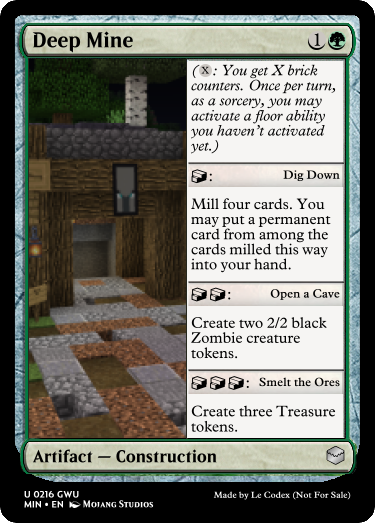 Deep Mine 1
(X: You get X brick
counters. Once per turn,
as a sorcery, you may
activate a floor ability
you haven't activated
yet.)
: Dig Down
Mill four cards. You
may put a permanent
card from among the
cards milled this way
into your hand.
: Open a Cave
Create two 2/2 black
Zombie creature
tokens.
: Smelt the Ores
Create three Treasure
tokens.
Artifact — Construction
U 0216 GWU
MIN • EN Mojang Studios
Made by Le Codex (Not For Sale)